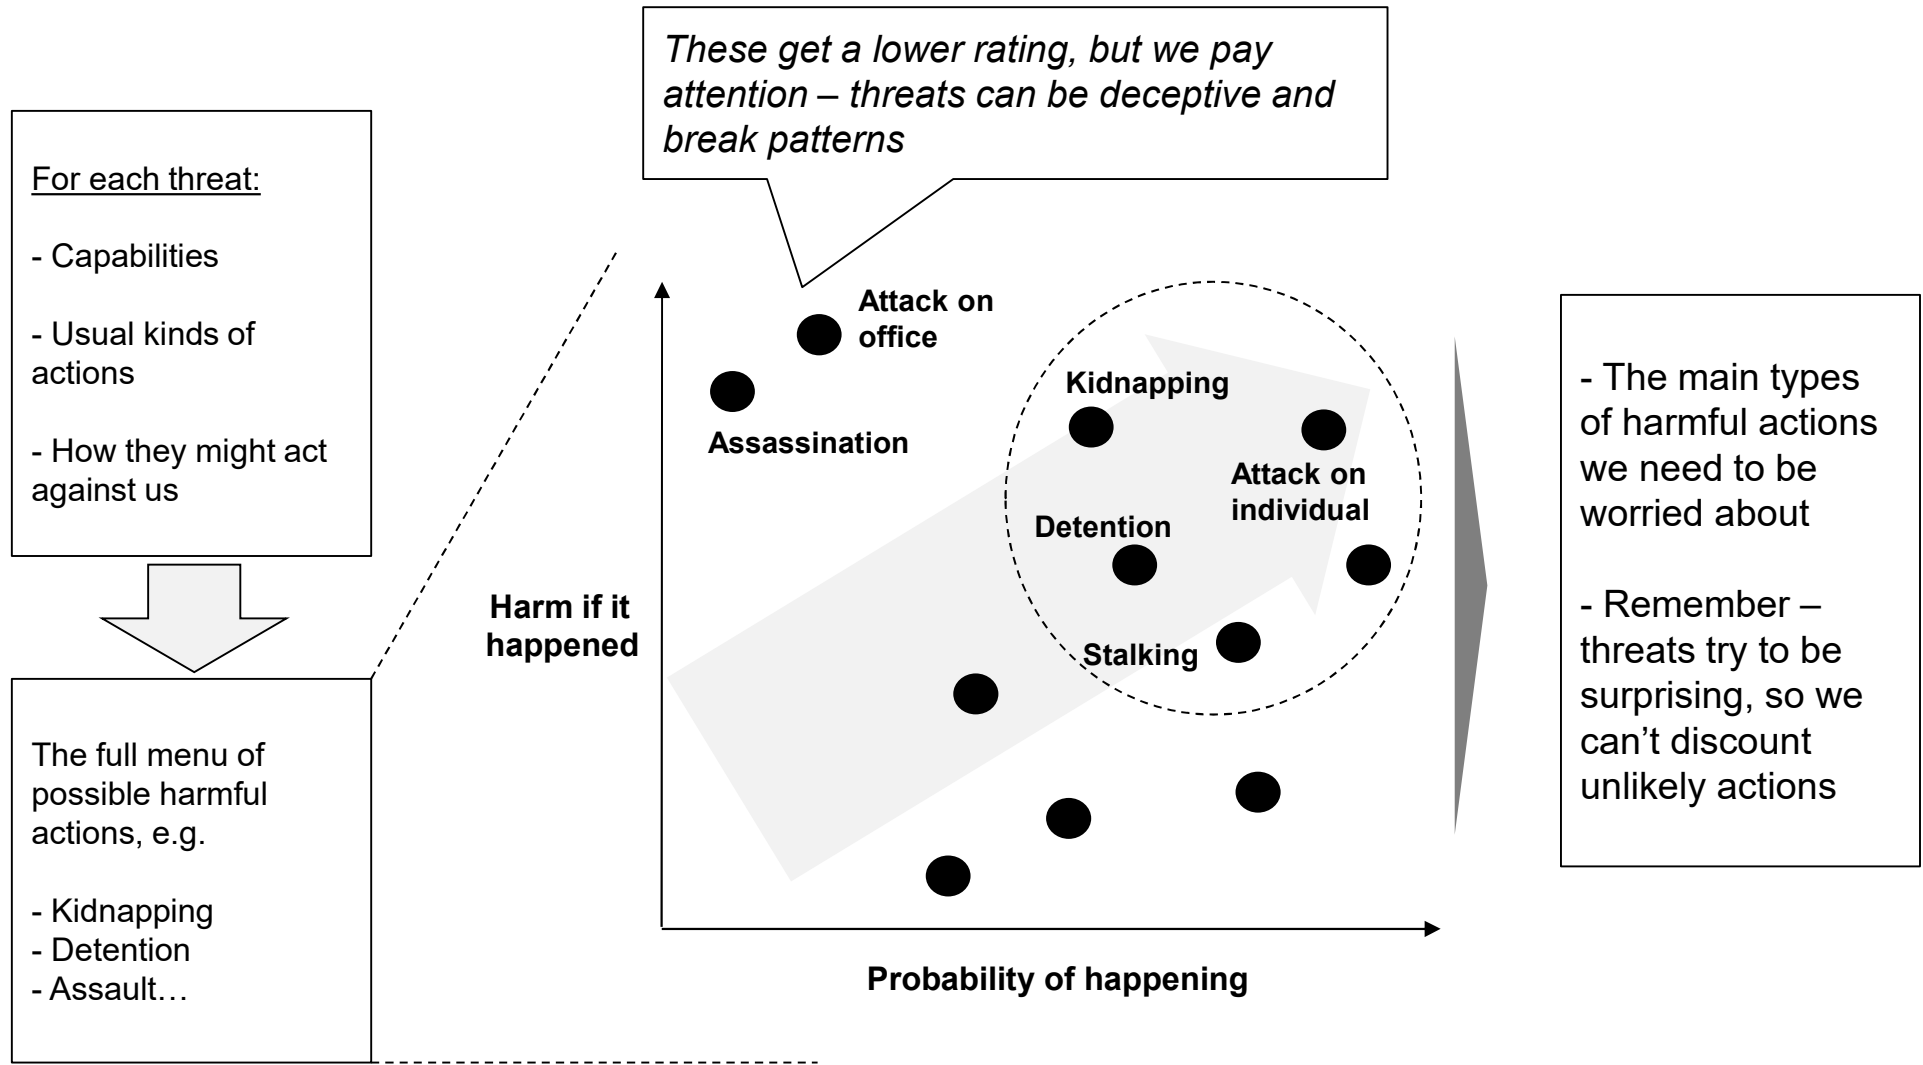 These get a lower rating, but we pay
attention – threats can be deceptive and
break patterns
For each threat:
- Capabilities
- Usual kinds of
actions
- How they might act
against us
The full menu of
possible harmful
actions, e.g.
- Kidnapping
- Detention
- Assault…
Harm if it
happened
Attack on
office
Assassination
Kidnapping
Attack on
individual
Detention
Stalking
Probability of happening
- The main types
of harmful actions
we need to be
worried about
- Remember –
threats try to be
surprising, so we
can’t discount
unlikely actions